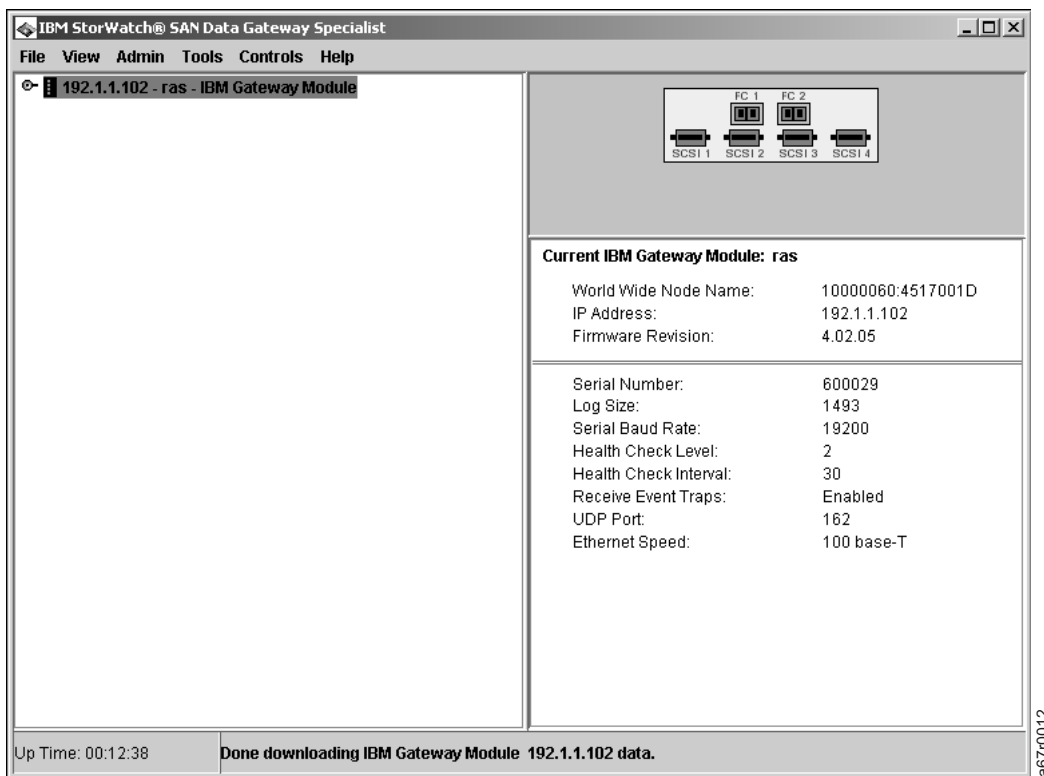 IBM StorWatch® SAN Data Gateway Specialist
File View Admin Tools Controls Help
192.1.1.102 - ras - IBM Gateway Module
FC 1 FC 2
SCSI 1 SCSI 2 SCSI 3 SCSI 4
Current IBM Gateway Module: ras
World Wide Node Name: 10000060:4517001D
IP Address: 192.1.1.102
Firmware Revision: 4.02.05
Serial Number: 600029
Log Size: 1493
Serial Baud Rate: 19200
Health Check Level: 2
Health Check Interval: 30
Receive Event Traps: Enabled
UDP Port: 162
Ethernet Speed: 100 base-T
Up Time: 00:12:38 Done downloading IBM Gateway Module 192.1.1.102 data.
a67r0012